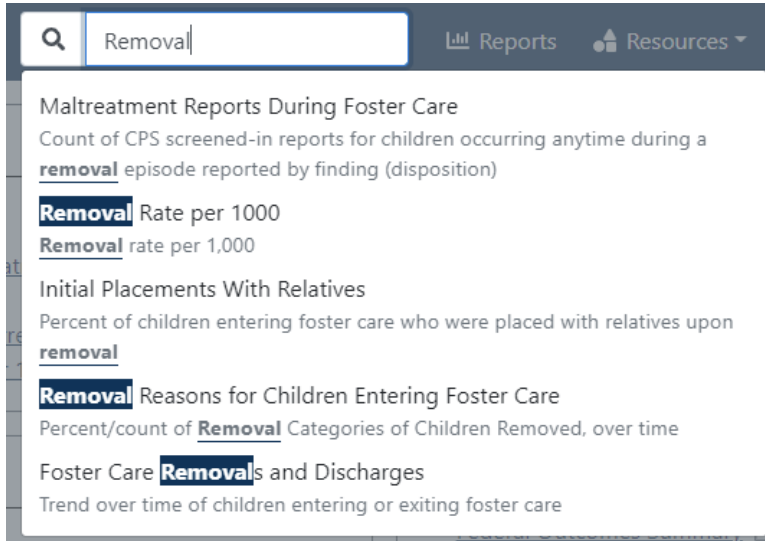 Removal Reports Resources
Maltreatment Reports During Foster Care
Count of CPS screened-in reports for children occurring anytime during a
removal episode reported by finding (disposition)
Removal Rate per 1000
Removal rate per 1,000
Initial Placements With Relatives
Percent of children entering foster care who were placed with relatives upon
removal
Removal Reasons for Children Entering Foster Care
Percent/count of Removal Categories of Children Removed, over time
Foster Care Removals and Discharges
Trend over time of children entering or exiting foster care
Federal Outcomes Summary